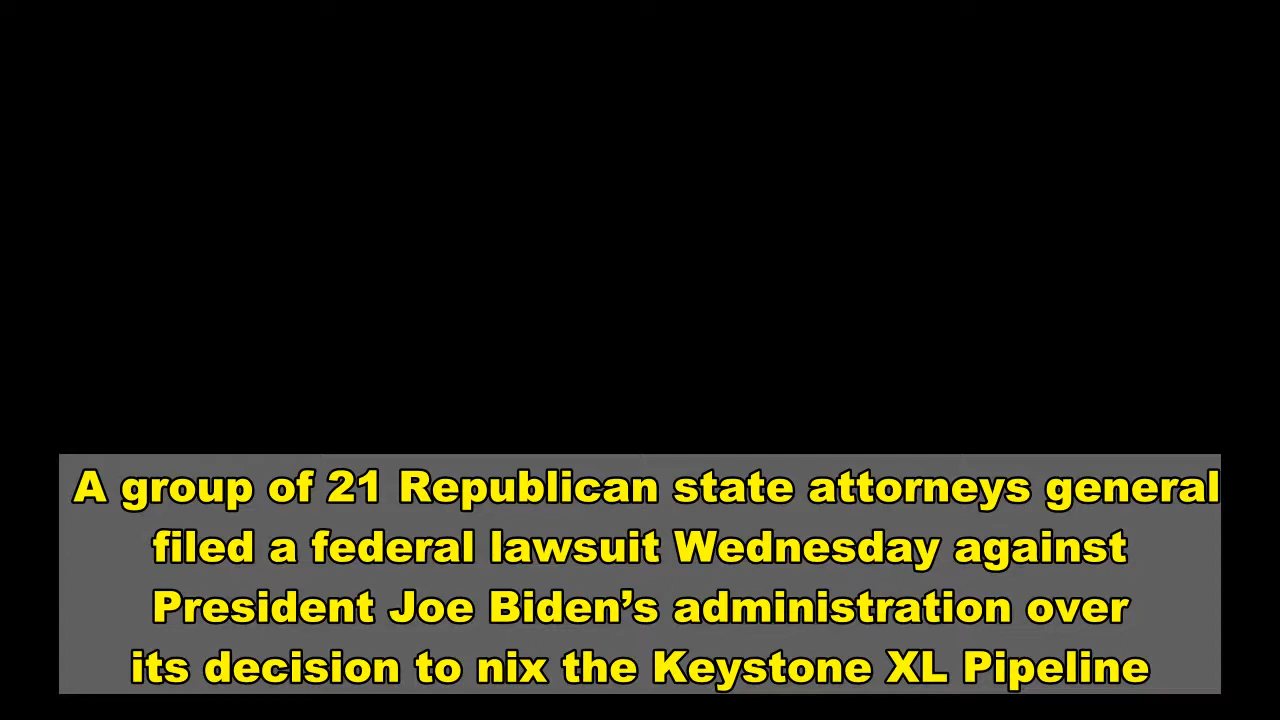 A group of 21 Republican state attorneys general
filed a federal lawsuit Wednesday against
President Joe Biden’s administration over
its decision to nix the Keystone XL Pipeline